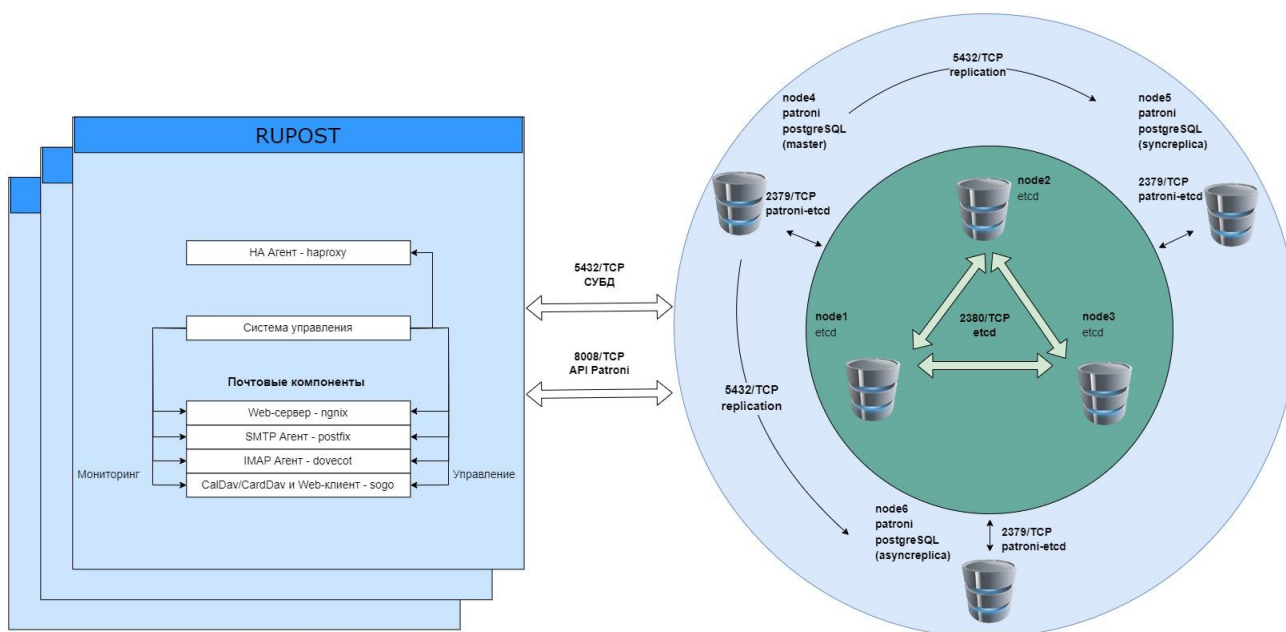 RUPOST
HA Агент - haproxy
Система управления
Почтовые компоненты
Web-сервер - ngnix
SMTP Агент - postfix
IMAP Агент - dovecot
CalDav/CardDav и Web-клиент - sogo
Мониторинг
Управление
5432/TCP
СУБД
8008/TCP
API Patroni
5432/TCP
replication
node4
patroni
postgreSQL
(master)
node5
patroni
postgreSQL
(syncreplica)
2379/TCP
patroni-etcd
2379/TCP
patroni-etcd
node2
etcd
node1
etcd
2380/TCP
etcd
node3
etcd
5432/TCP
replication
node6
patroni
postgreSQL
(asyncreplica)
2379/TCP
patroni-etcd